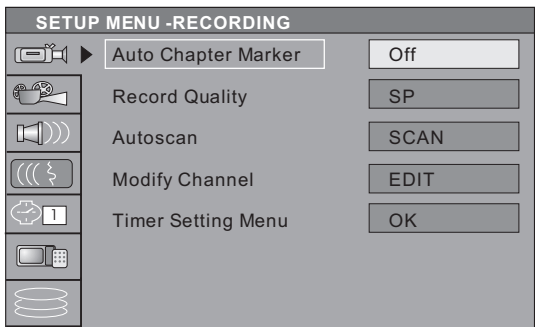 SETUP MENU -RECORDING
Auto Chapter Marker Off
Record Quality SP
Autoscan SCAN
Modify Channel EDIT
1 Timer Setting Menu OK